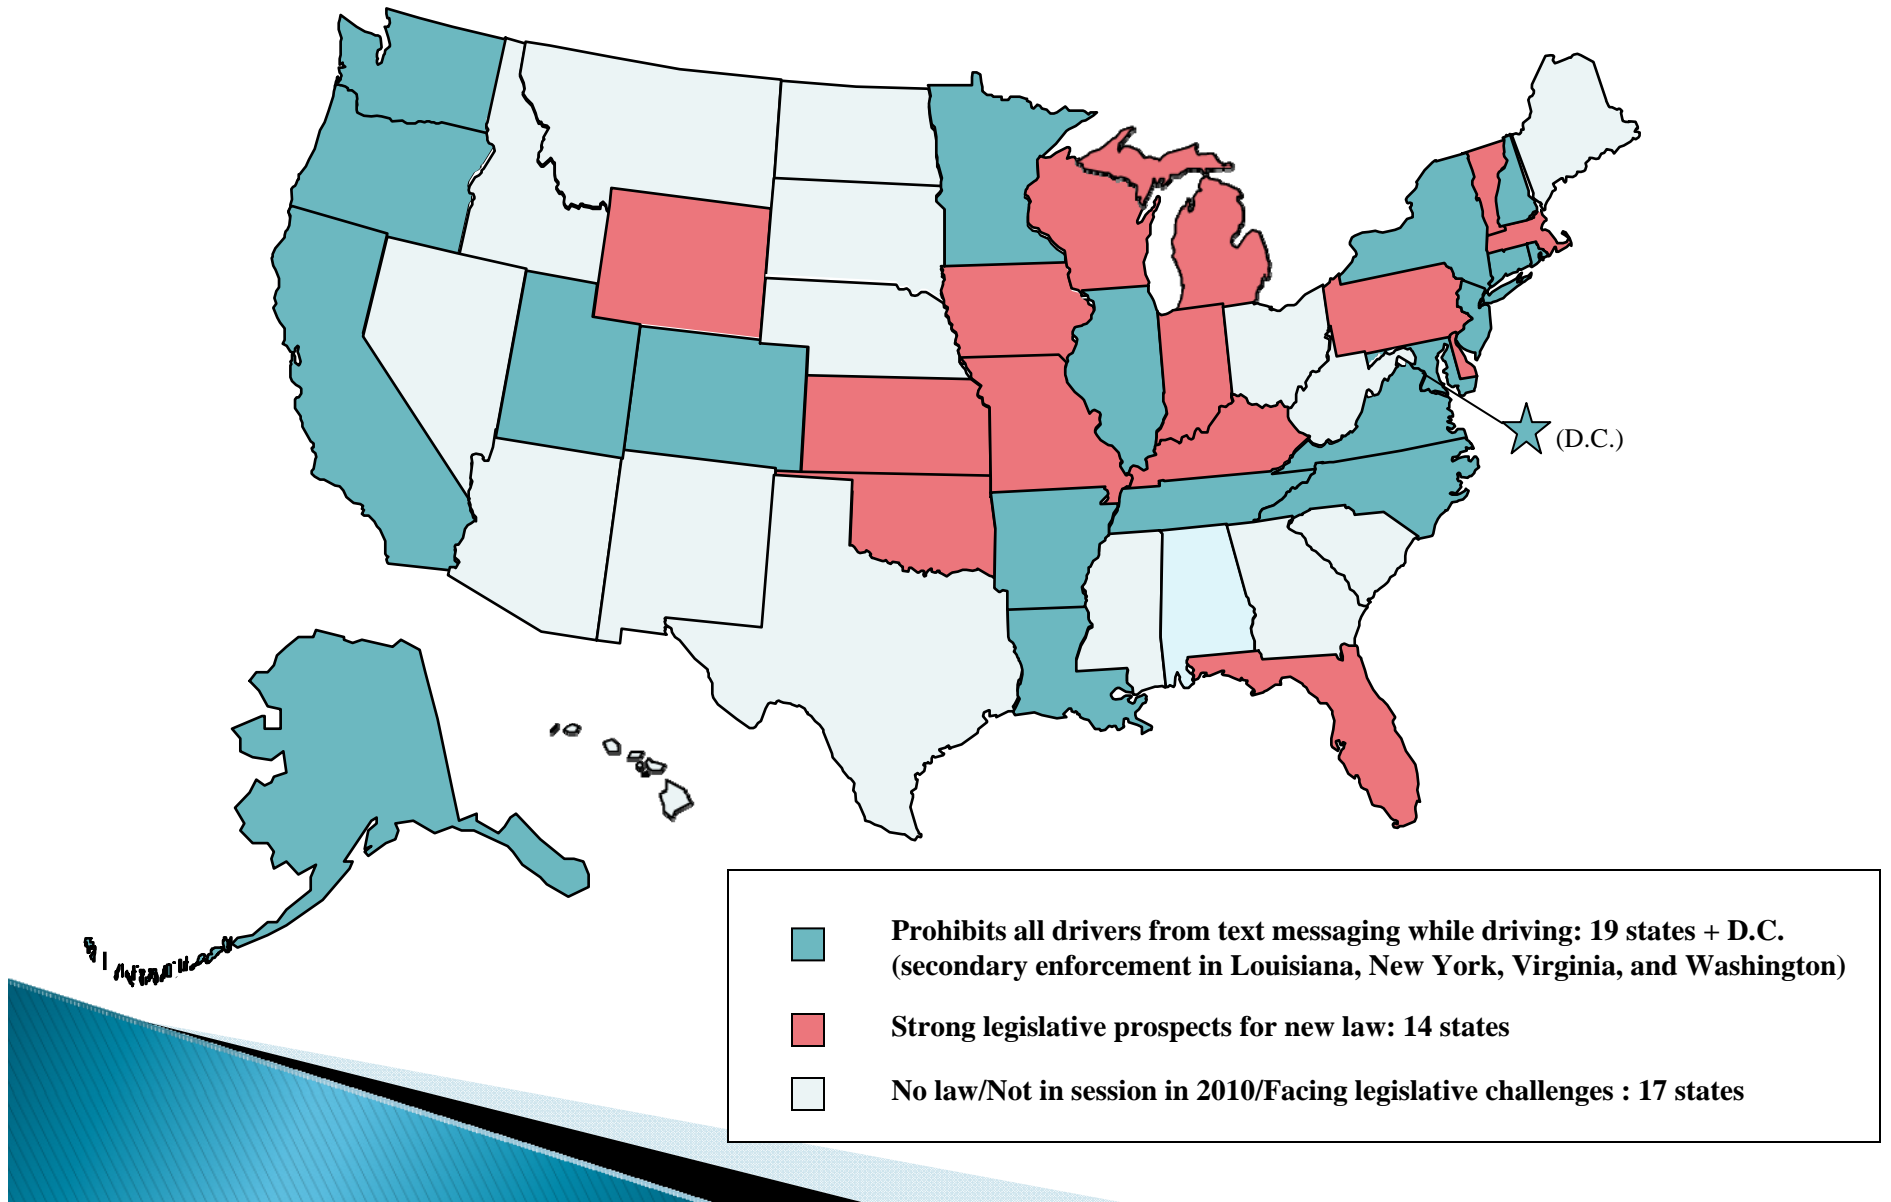 (D.C.)
Prohibits all drivers from text messaging while driving: 19 states + D.C.
(secondary enforcement in Louisiana, New York, Virginia, and Washington)
Strong legislative prospects for new law: 14 states
No law/Not in session in 2010/Facing legislative challenges : 17 states